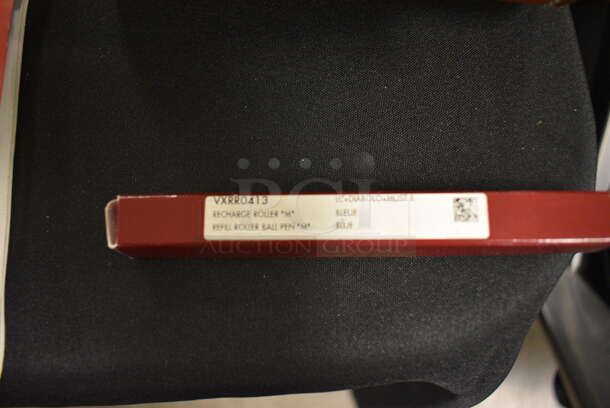 VXRR0413
RECHARGE ROLLER "M" BLEUE
REFILL ROLLER BALL PEN "M" BLUE
PCI
AUCTION GROUP